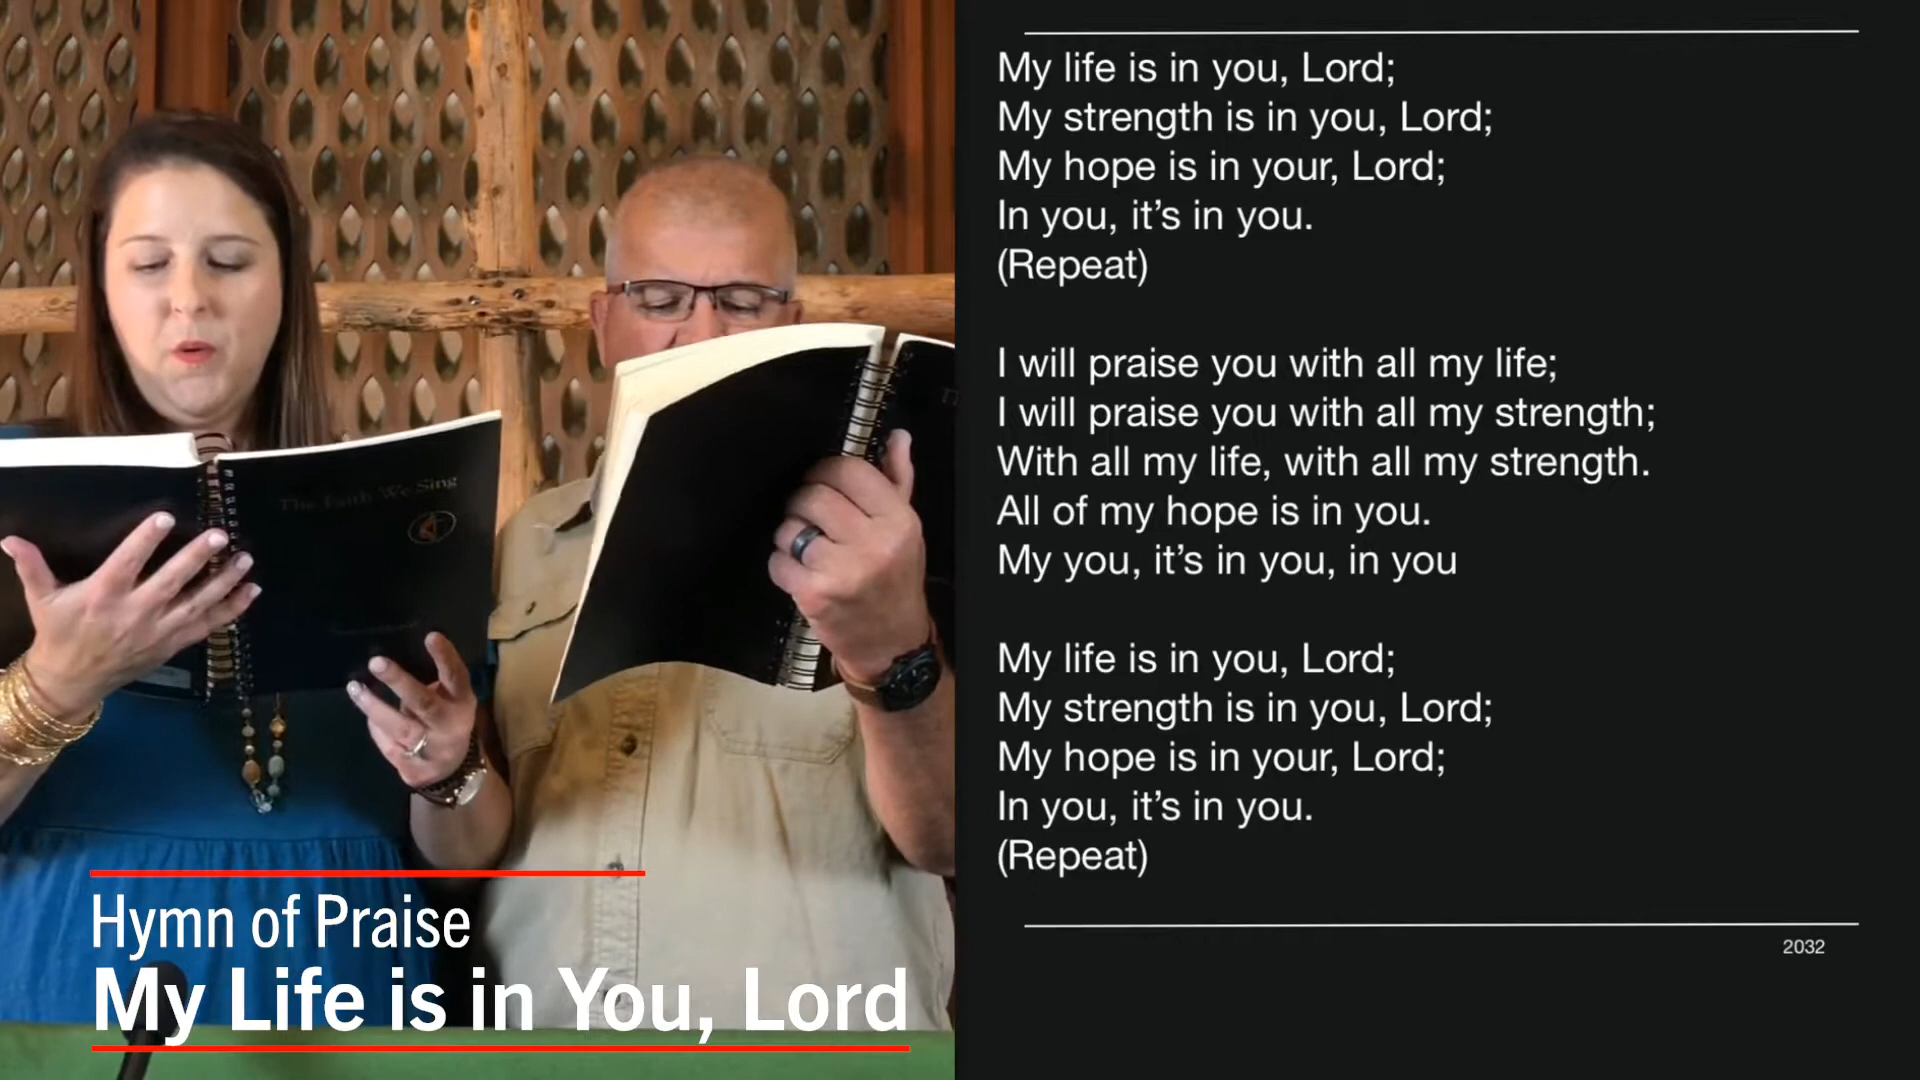 The Faith We Sing
Hymn of Praise
My Life is in You, Lord
My life is in you, Lord;
My strength is in you, Lord;
My hope is in your, Lord;
In you, it's in you.
(Repeat)
I will praise you with all my life;
I will praise you with all my strength;
With all my life, with all my strength.
All of my hope is in you.
My you, it's in you, in you
My life is in you, Lord;
My strength is in you, Lord;
My hope is in your, Lord;
In you, it's in you.
(Repeat)
2032